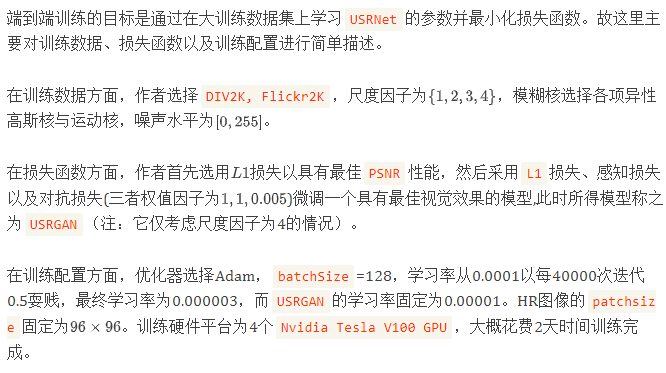 端到端训练的目标是通过在大训练数据集上学习 USRNet 的参数并最小化损失函数。故这里主
要对训练数据、损失函数以及训练配置进行简单描述。
在训练数据方面，作者选择 DIV2K, Flickr2K ，尺度因子为{1, 2, 3, 4}，模糊核选择各项异性
高斯核与运动核，噪声水平为[0, 255]。
在损失函数方面，作者首先选用L1损失以具有最佳 PSNR 性能，然后采用 L1 损失、感知损失
以及对抗损失(三者权值因子为1, 1, 0.005)微调一个具有最佳视觉效果的模型,此时所得模型称之
为 USRGAN （注：它仅考虑尺度因子为4的情况）。
在训练配置方面，优化器选择Adam， batchSize =128，学习率从0.0001以每40000次迭代
0.5耍贱，最终学习率为0.000003，而 USRGAN 的学习率固定为0.00001。HR图像的 patchsiz
e 固定为96 × 96。训练硬件平台为4个 Nvidia Tesla V100 GPU ，大概花费2天时间训练完
成。